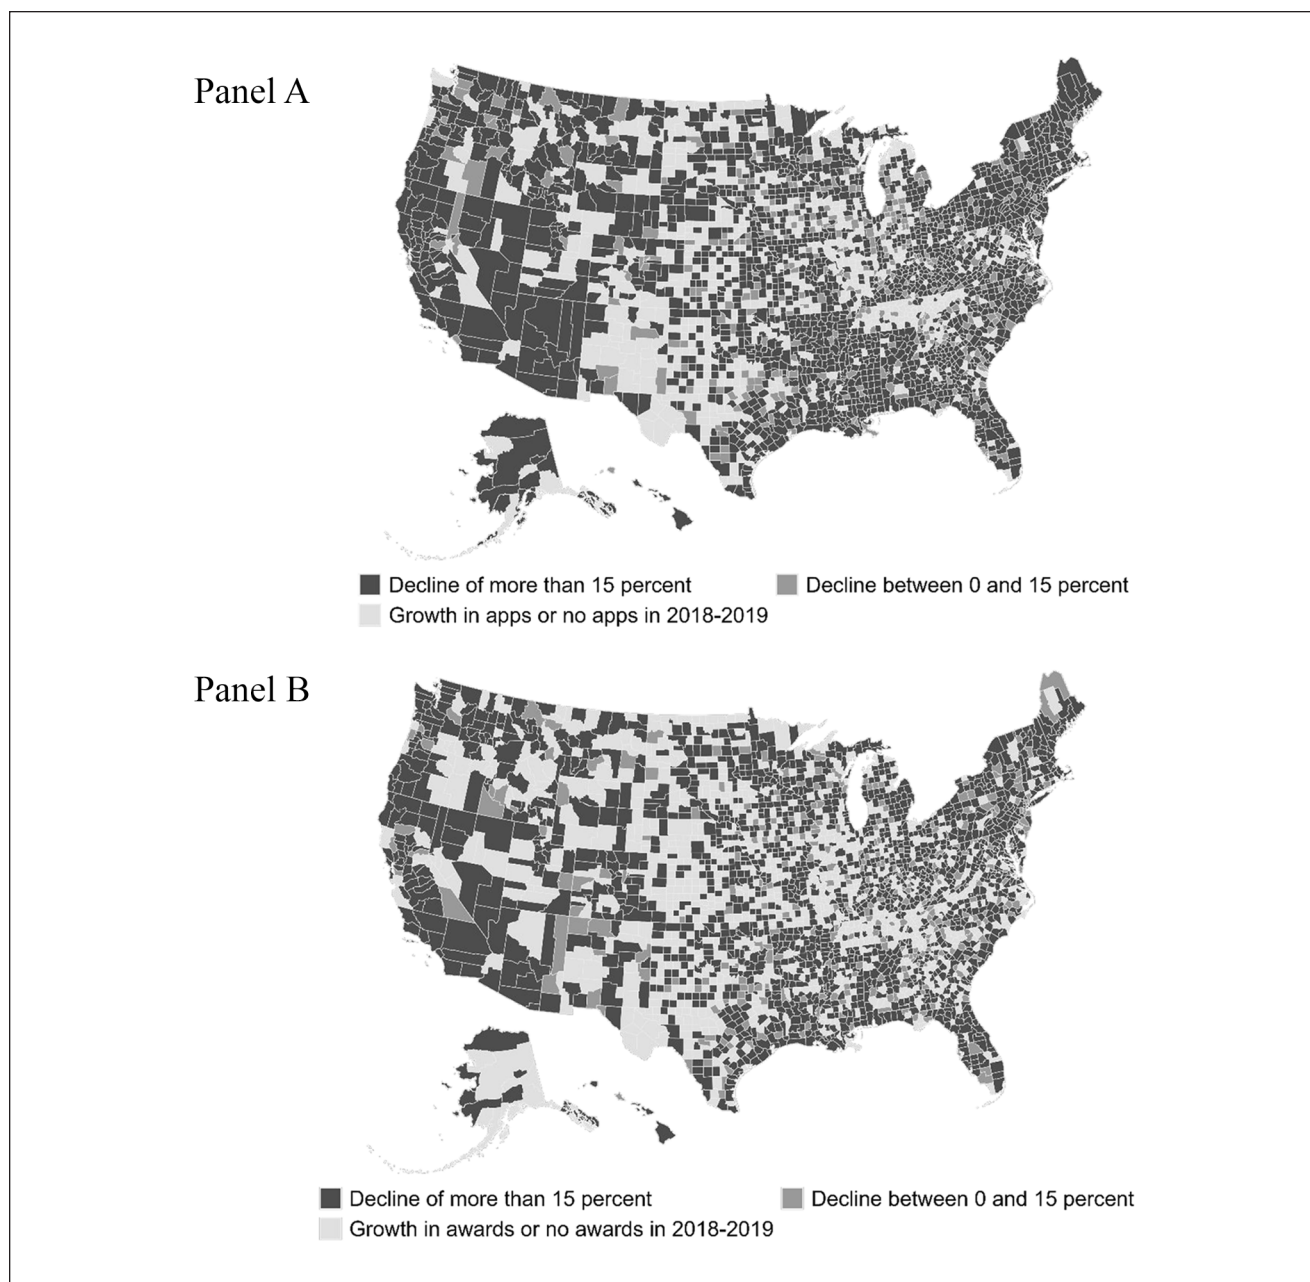 Panel A
Decline of more than 15 percent
Decline between 0 and 15 percent
Growth in apps or no apps in 2018-2019
Panel B
Decline of more than 15 percent
Decline between 0 and 15 percent
Growth in awards or no awards in 2018-2019